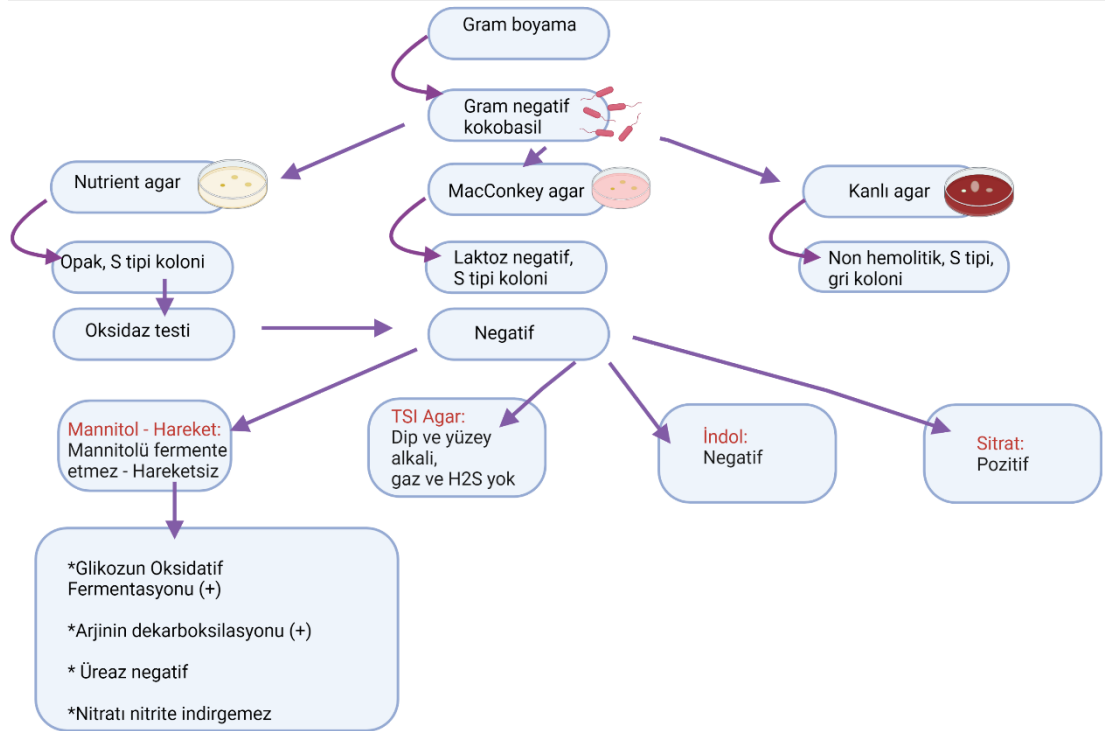 Gram boyama
Gram negatif
kokobasil
Nutrient agar
MacConkey agar
Kanlı agar
Opak, S tipi koloni
Laktoz negatif,
S tipi koloni
Non hemolitik, S tipi,
gri koloni
Oksidaz testi
Negatif
Mannitol - Hareket:
Mannitolü fermente
etmez - Hareketsiz
TSI Agar:
Dip ve yüzey
alkali,
gaz ve H2S yok
İndol:
Negatif
Sitrat:
Pozitif
*Glikozun Oksidatif
Fermentasyonu (+)
*Arjinin dekarboksilasyonu (+)
* Üreaz negatif
*Nitratı nitrite indirgemez